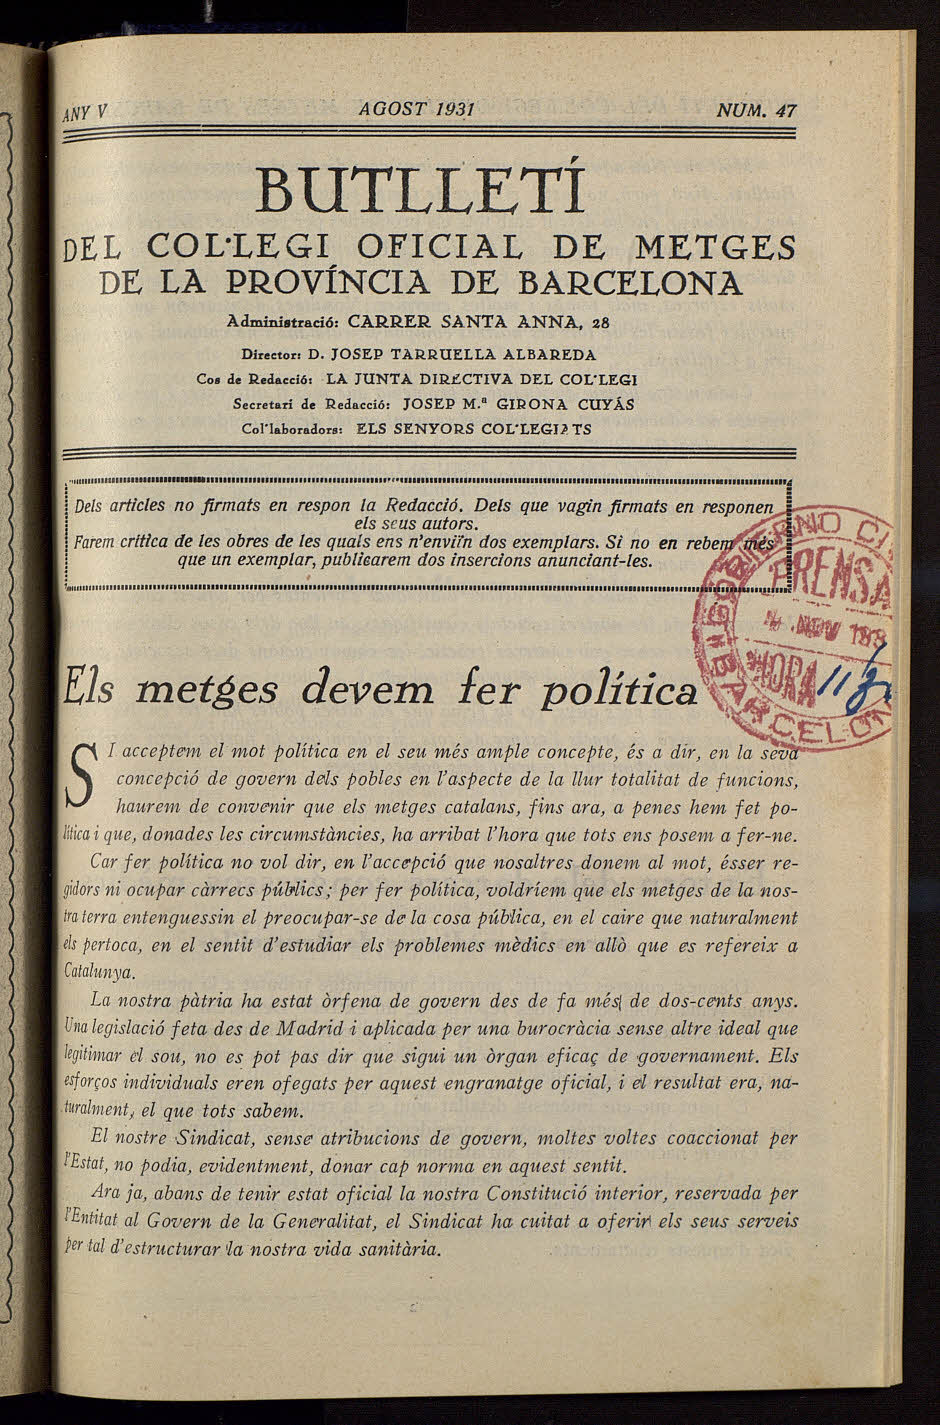 ANY V AGOST 1931 NUM. 47
BUTLLETÍ
DEL COL·LEGI OFICIAL DE METGES
DE LA PROVÍNCIA DE BARCELONA
Administració: CARRER SANTA ANNA, 28
Director: D. JOSEP TARRUELLA ALBAREDA
Cos de Redacció: LA JUNTA DIRECTIVA DEL COL·LEGI
Secretari de Redacció: JOSEP M.ª GIRONA CUYÁS
Col·laboradors: ELS SENYORS COL·LEGIATS
Dels articles no firmats en respon la Redacció. Dels que vagin firmats en responen
els seus autors.
Farem crítica de les obres de les quals ens n'enviïn dos exemplars. Si no en rebem més
que un exemplar, publicarem dos insercions anunciant-les.
GOBIERNO CI
PRENSA
NOV 193
HORA 11
BARCELON
Els metges devem fer política
SI acceptem el mot política en el seu més ample concepte, és a dir, en la seva
concepció de govern dels pobles en l'aspecte de la llur totalitat de funcions,
haurem de convenir que els metges catalans, fins ara, a penes hem fet po-
lítica i que, donades les circumstàncies, ha arribat l'hora que tots ens posem a fer-ne.
Car fer política no vol dir, en l'accepció que nosaltres donem al mot, ésser re-
gidors ni ocupar càrrecs públics; per fer política, voldríem que els metges de la nos-
tra terra entenguessin el preocupar-se de la cosa pública, en el caire que naturalment
els pertoca, en el sentit d'estudiar els problemes mèdics en allò que es refereix a
Catalunya.
La nostra pàtria ha estat òrfena de govern des de fa més de dos-cents anys.
Una legislació feta des de Madrid i aplicada per una burocràcia sense altre ideal que
legitimar el sou, no es pot pas dir que sigui un òrgan eficaç de governament. Els
esforços individuals eren ofegats per aquest engranatge oficial, i el resultat era, na-
turalment, el que tots sabem.
El nostre Sindicat, sense atribucions de govern, moltes voltes coaccionat per
l'Estat, no podia, evidentment, donar cap norma en aquest sentit.
Ara ja, abans de tenir estat oficial la nostra Constitució interior, reservada per
l'Entitat al Govern de la Generalitat, el Sindicat ha cuitat a oferir els seus serveis
per tal d'estructurar la nostra vida sanitària.